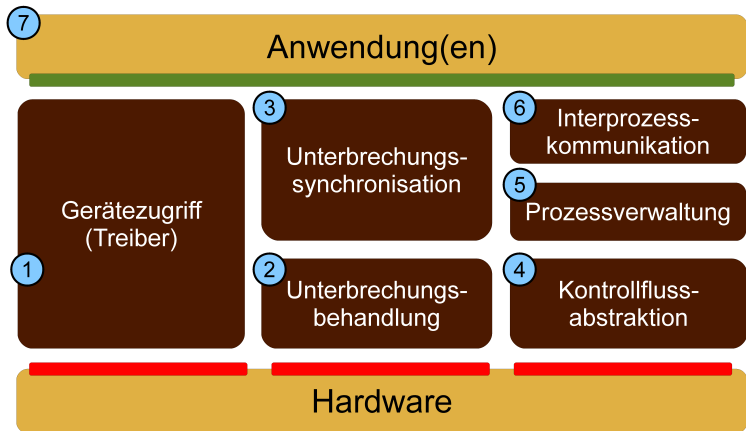 7
Anwendung(en)
1
Gerätezugriff
(Treiber)
3
Unterbrechungs-
synchronisation
2
Unterbrechungs-
behandlung
6
Interprozess-
kommunikation
5
Prozessverwaltung
4
Kontrollfluss-
abstraktion
Hardware